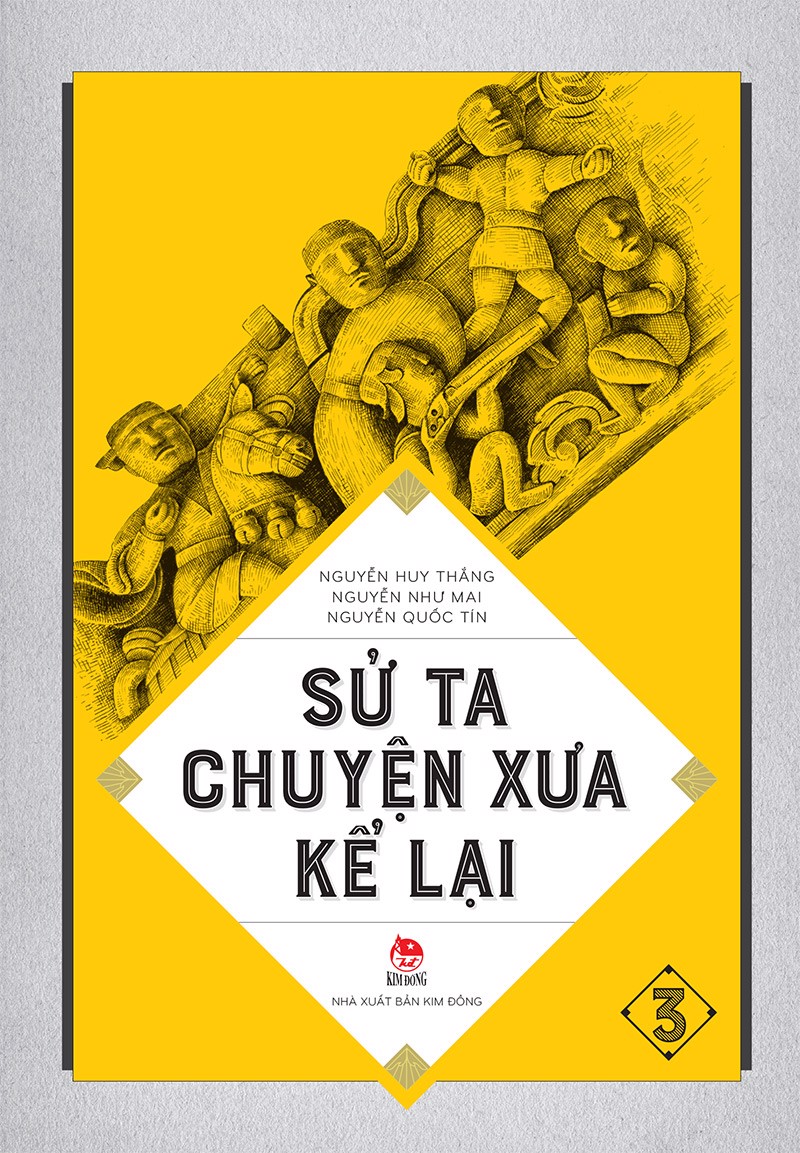 NGUYỄN HUY THẮNG
NGUYỄN NHƯ MAI
NGUYỄN QUỐC TÍN
SỬ TA
CHUYỆN XƯA
KỂ LẠI
kđ
KIM ĐỒNG
NHÀ XUẤT BẢN KIM ĐỒNG
3